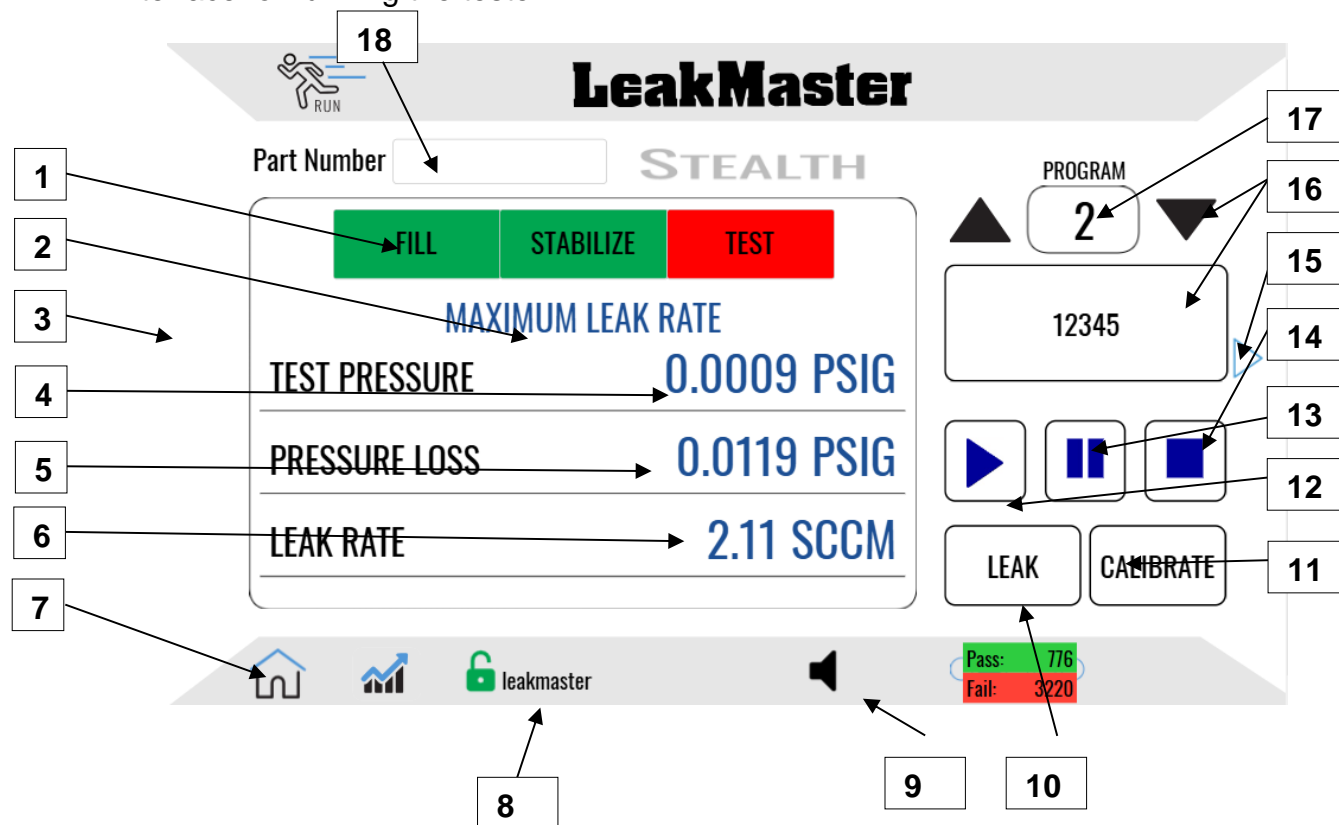 18
LeakMaster
RUN
17
Part Number
STEALTH
PROGRAM
1
16
2
FILL STABILIZE TEST
2
15
MAXIMUM LEAK RATE
3
12345
14
TEST PRESSURE 0.0009 PSIG
4
13
PRESSURE LOSS 0.0119 PSIG
5
12
6
LEAK RATE 2.11 SCCM
LEAK CALIBRATE
11
7
Pass: 776
leakmaster
Fail: 3220
9
10
8